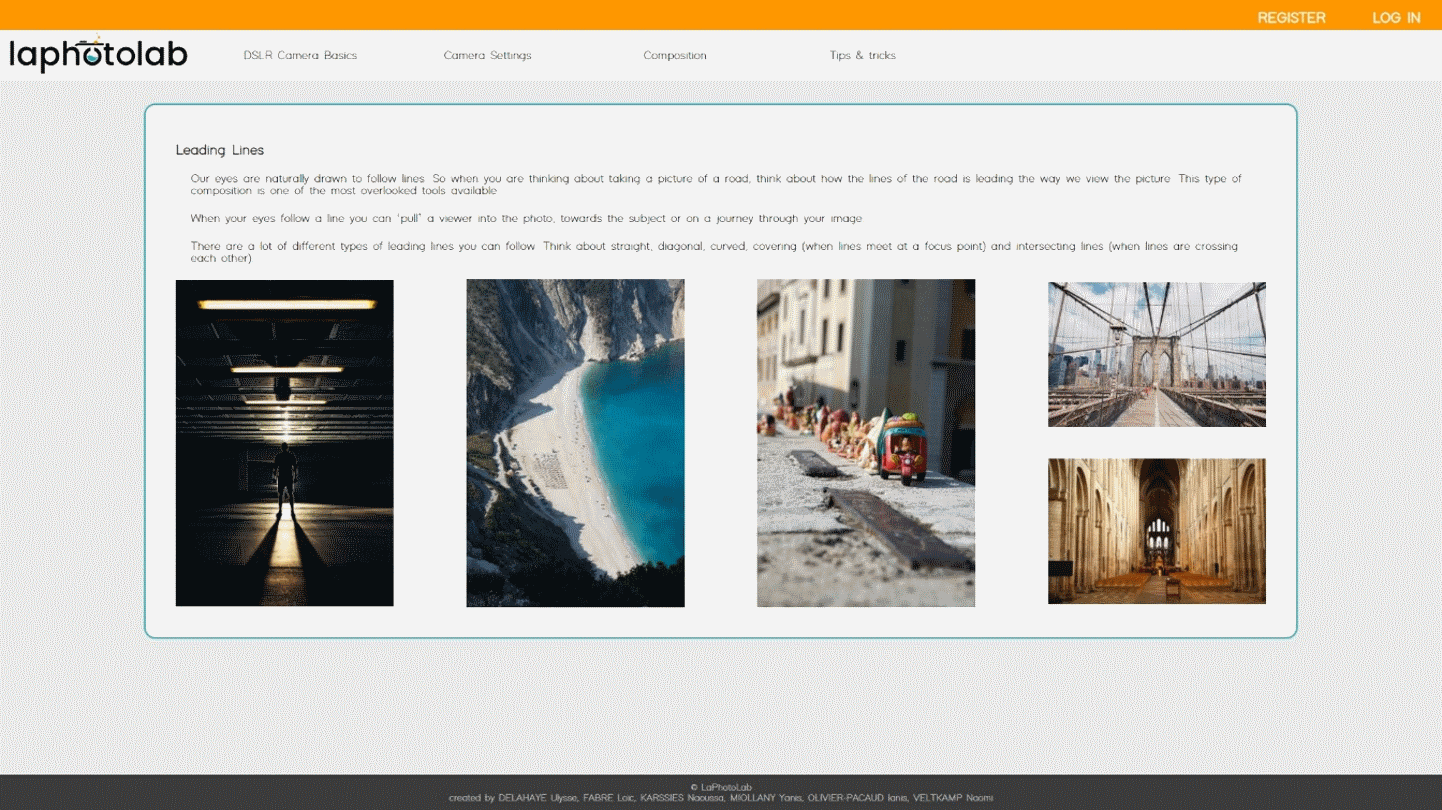 REGISTER LOG IN
laphotolab
DSLR Camera Basics Camera Settings Composition Tips & tricks
Leading Lines
Our eyes are naturally drawn to follow lines. So when you are thinking about taking a picture of a road, think about how the lines of the road is leading the way we view the picture. This type of
composition is one of the most overlooked tools available.
When your eyes follow a line you can "pull" a viewer into the photo, towards the subject or on a journey through your image.
There are a lot of different types of leading lines you can follow. Think about straight, diagonal, curved, covering (when lines meet at a focus point) and intersecting lines (when lines are crossing
each other).
© LaPhotoLab
created by DELAHAYE Ulysse, FABRE Loic, KARSSIES Naoussa, MIOLLANY Yanis, OLIVIER-PACAUD Ianis, VELTKAMP Naomi